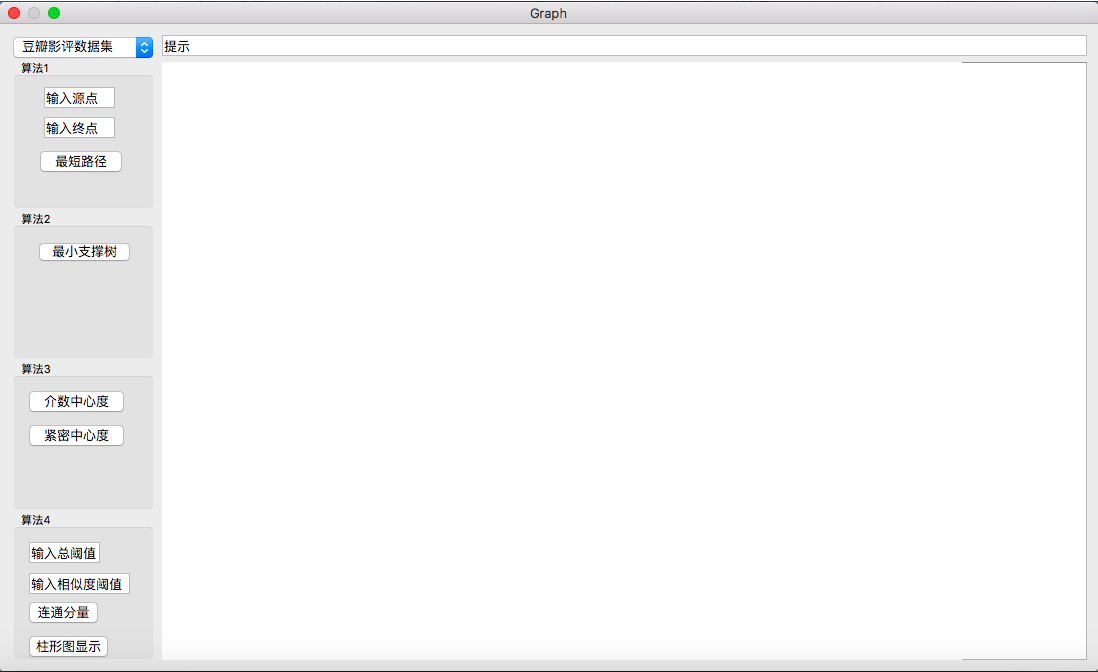 Graph
豆瓣影评数据集
提示
算法1
输入源点
输入终点
最短路径
算法2
最小支撑树
算法3
介数中心度
紧密中心度
算法4
输入总阈值
输入相似度阈值
连通分量
柱形图显示